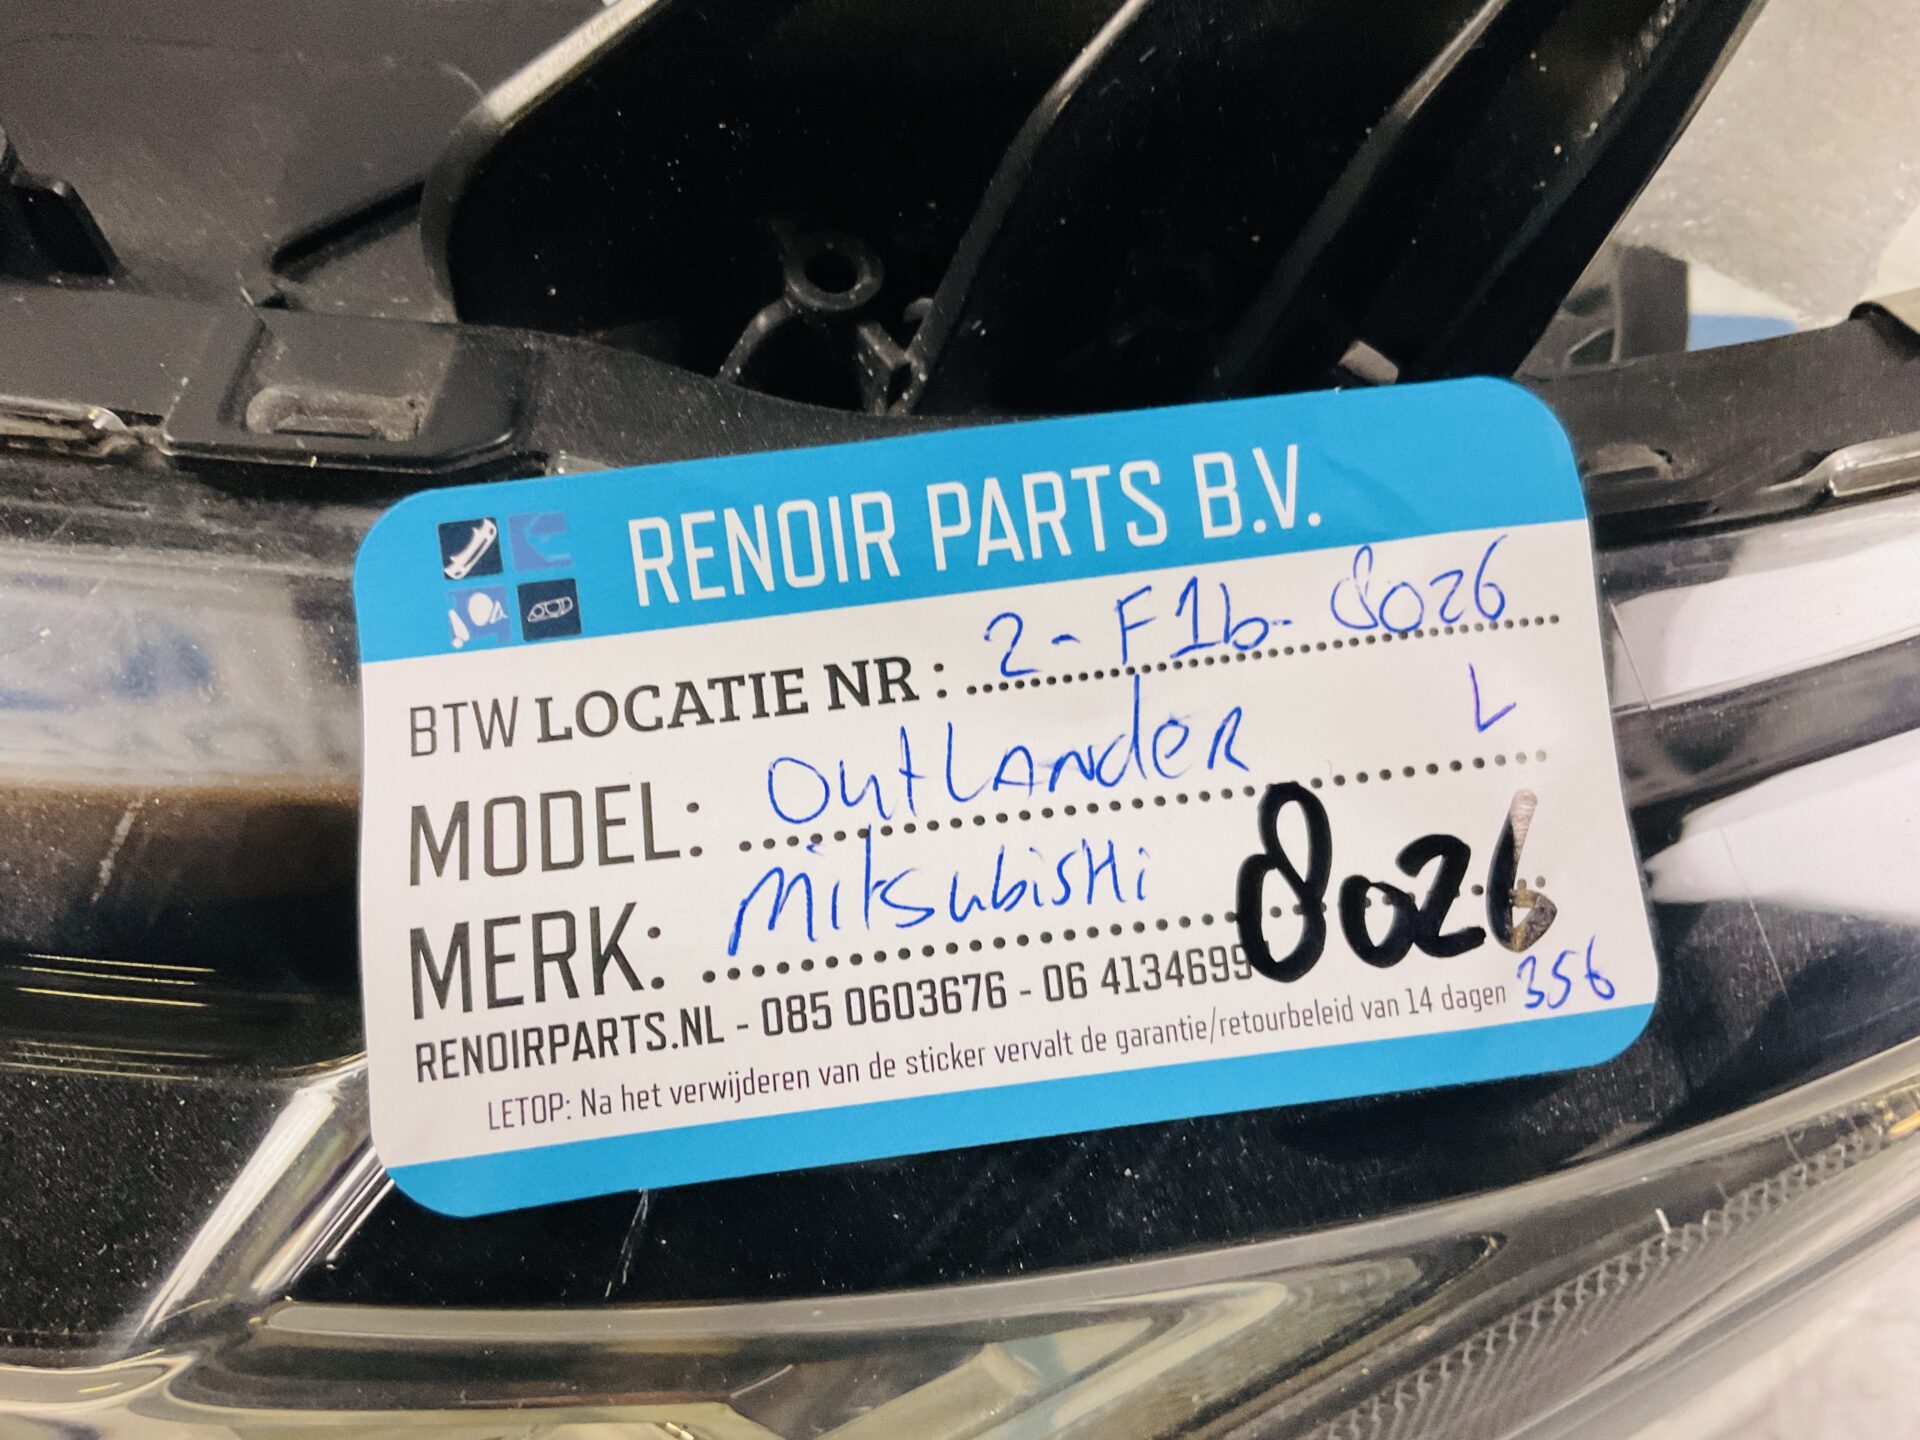 RENOIR PARTS B.V.
BTW LOCATIE NR : 2-F1b-8026
MODEL: OutLander L
MERK: MitsubisHi 8026
RENOIRPARTS.NL - 085 0603676 - 06 4134699
LETOP: Na het verwijderen van de sticker vervalt de garantie/retourbeleid van 14 dagen 356